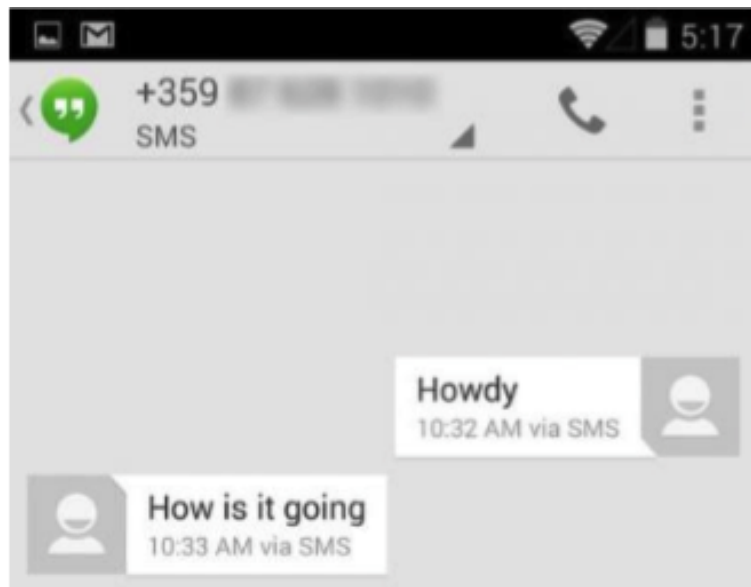 5:17
+359
SMS
Howdy
10:32 AM via SMS
How is it going
10:33 AM via SMS